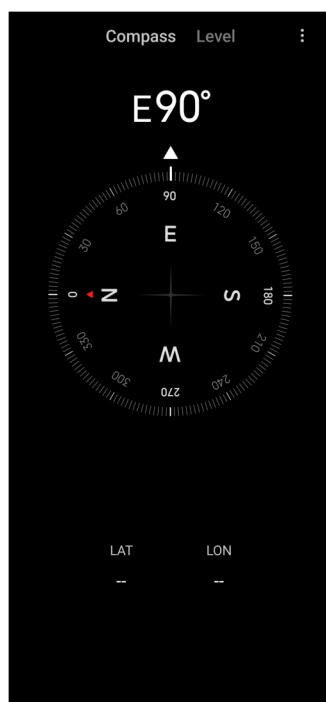 Compass Level
E90°
90
60 120
E
30 150
0 N S 180
W
330 210
300 240
270
LAT LON
-- --